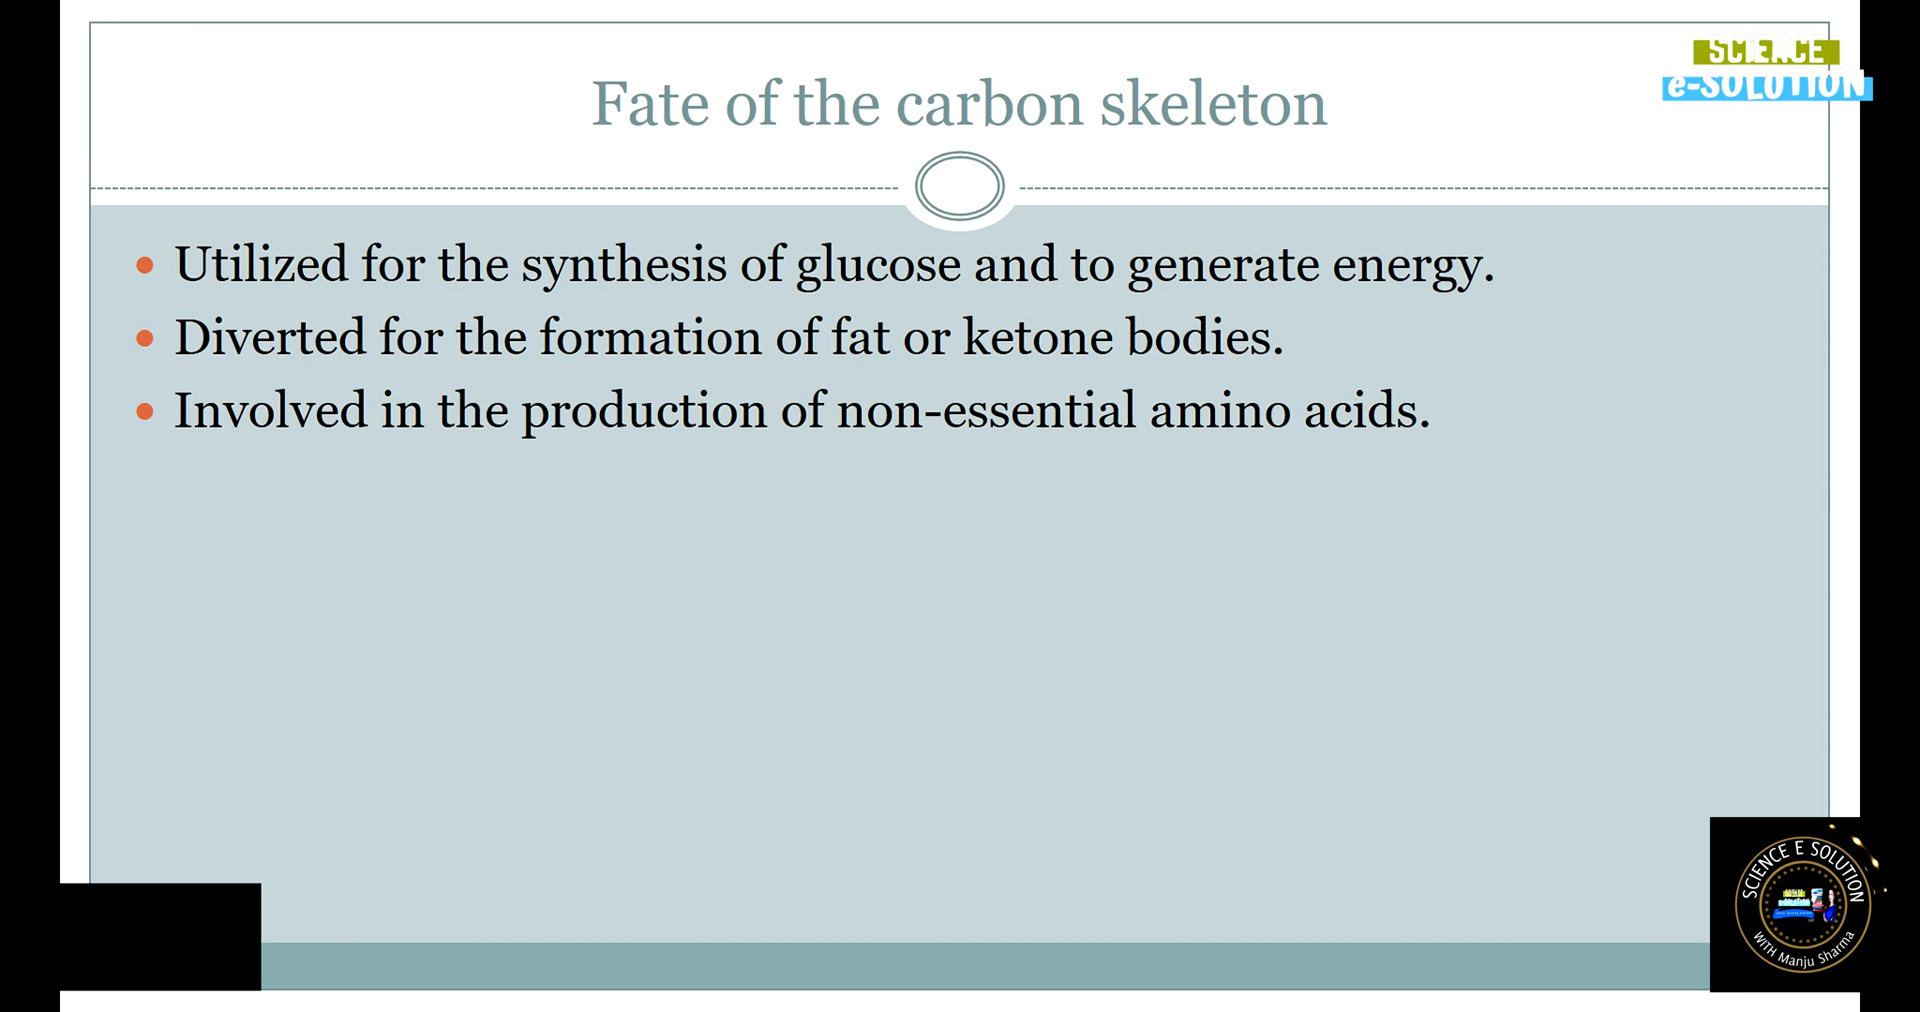 SCIENCE
e-SOLUTION
Fate of the carbon skeleton
Utilized for the synthesis of glucose and to generate energy.
Diverted for the formation of fat or ketone bodies.
Involved in the production of non-essential amino acids.
SCIENCE E SOLUTION
WITH Manju Sharma